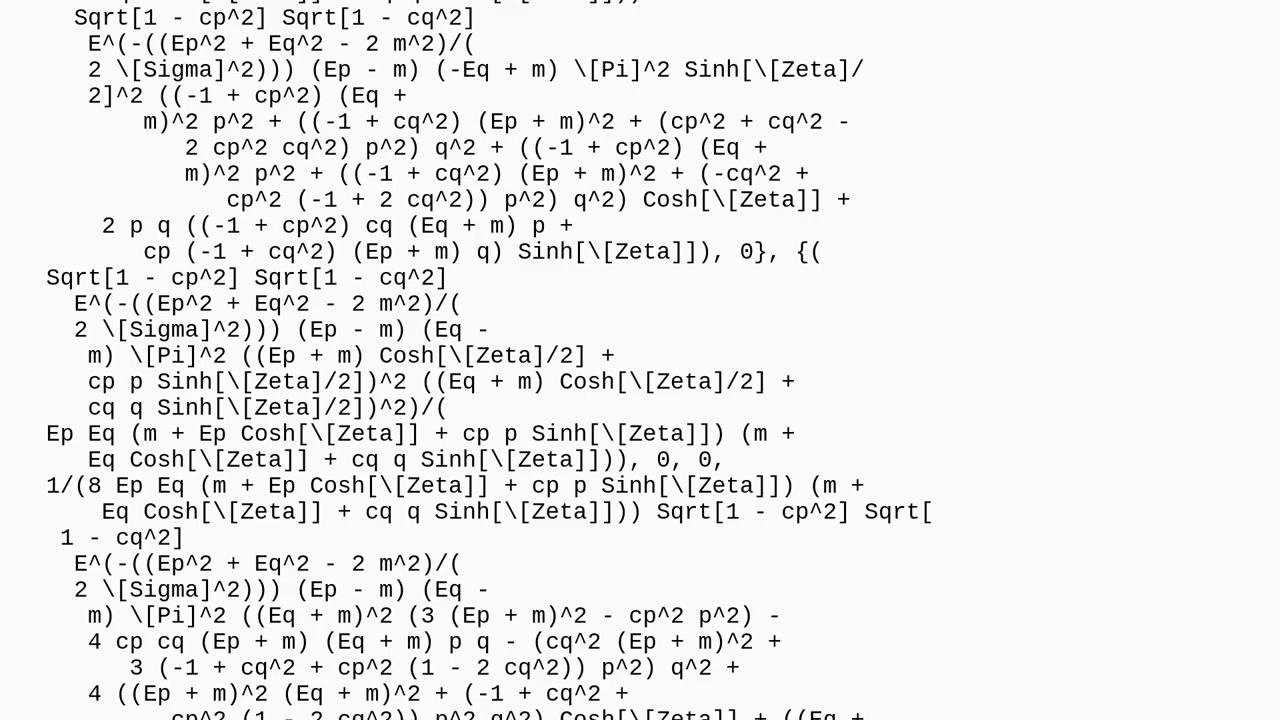 Sqrt[1 - cp^2] Sqrt[1 - cq^2]
E^(-((Ep^2 + Eq^2 - 2 m^2)/(
2 \[Sigma]^2))) (Ep - m) (-Eq + m) \[Pi]^2 Sinh[\[Zeta]/
2]^2 ((-1 + cp^2) (Eq +
m)^2 p^2 + ((-1 + cq^2) (Ep + m)^2 + (cp^2 + cq^2 -
2 cp^2 cq^2) p^2) q^2 + ((-1 + cp^2) (Eq +
m)^2 p^2 + ((-1 + cq^2) (Ep + m)^2 + (-cq^2 +
cp^2 (-1 + 2 cq^2)) p^2) q^2) Cosh[\[Zeta]] +
2 p q ((-1 + cp^2) cq (Eq + m) p +
cp (-1 + cq^2) (Ep + m) q) Sinh[\[Zeta]]), 0}, {(
Sqrt[1 - cp^2] Sqrt[1 - cq^2]
E^(-((Ep^2 + Eq^2 - 2 m^2)/(
2 \[Sigma]^2))) (Ep - m) (Eq -
m) \[Pi]^2 ((Ep + m) Cosh[\[Zeta]/2] +
cp p Sinh[\[Zeta]/2])^2 ((Eq + m) Cosh[\[Zeta]/2] +
cq q Sinh[\[Zeta]/2])^2)/(
Ep Eq (m + Ep Cosh[\[Zeta]] + cp p Sinh[\[Zeta]]) (m +
Eq Cosh[\[Zeta]] + cq q Sinh[\[Zeta]])), 0, 0,
1/(8 Ep Eq (m + Ep Cosh[\[Zeta]] + cp p Sinh[\[Zeta]]) (m +
Eq Cosh[\[Zeta]] + cq q Sinh[\[Zeta]])) Sqrt[1 - cp^2] Sqrt[
1 - cq^2]
E^(-((Ep^2 + Eq^2 - 2 m^2)/(
2 \[Sigma]^2))) (Ep - m) (Eq -
m) \[Pi]^2 ((Eq + m)^2 (3 (Ep + m)^2 - cp^2 p^2) -
4 cp cq (Ep + m) (Eq + m) p q - (cq^2 (Ep + m)^2 +
3 (-1 + cq^2 + cp^2 (1 - 2 cq^2)) p^2) q^2 +
4 ((Ep + m)^2 (Eq + m)^2 + (-1 + cq^2 +
cp^2 (1 - 2 cq^2)) p^2 q^2) Cosh[\[Zeta]] + ((Eq +